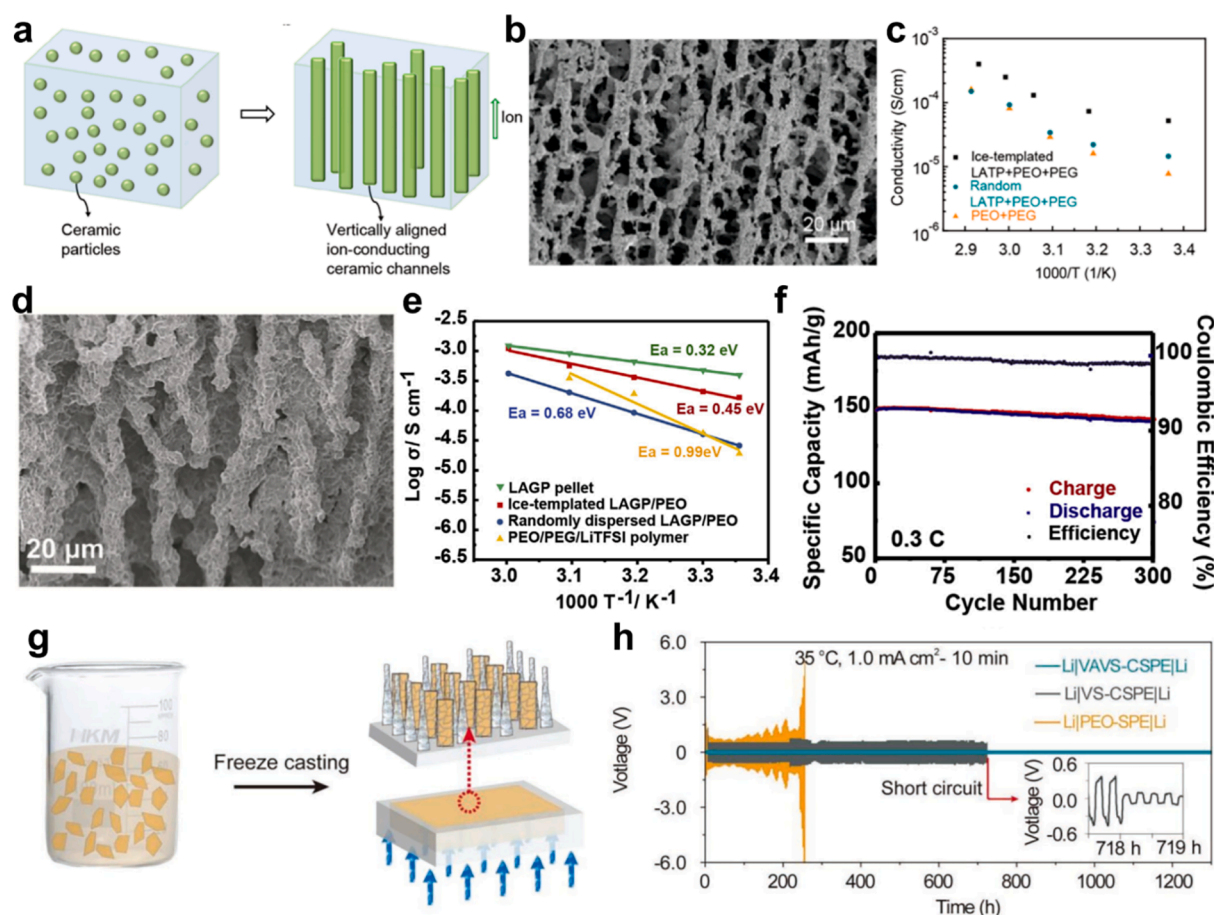 a
Ion
Ceramic
particles
Vertically aligned
ion-conducting
ceramic channels
b
20 µm
c
Conductivity (S/cm)
10-3
10-4
10-5
10-6
Ice-templated
LATP+PEO+PEG
Random
LATP+PEO+PEG
PEO+PEG
2.9 3.0 3.1 3.2 3.3 3.4
1000/T (1/K)
d
20 µm
e
Log σ/ S cm-1
-2.5
-3.0
-3.5
-4.0
-4.5
-5.0
-5.5
-6.0
-6.5
Ea = 0.32 eV
Ea = 0.45 eV
Ea = 0.68 eV
Ea = 0.99eV
LAGP pellet
Ice-templated LAGP/PEO
Randomly dispersed LAGP/PEO
PEO/PEG/LiTFSI polymer
3.0 3.1 3.2 3.3 3.4
1000 T-1/ K-1
f
Specific Capacity (mAh/g)
200
150
100
50
Charge
Discharge
Efficiency
0.3 C
0 75 150 225 300
Cycle Number
100
90
80
Coulombic Efficiency (%)
g
100
80
Freeze casting
h
Votlage (V)
6.0
3.0
0
-3.0
6.0
35 °C, 1.0 mA cm2- 10 min
Li|VAVS-CSPE|Li
Li|VS-CSPE|Li
Li|PEO-SPE|Li
Short circuit
Votlage (V)
0.6
0.0
-0.6
718 h 719 h
0 200 400 600 800 1000 1200
Time (h)